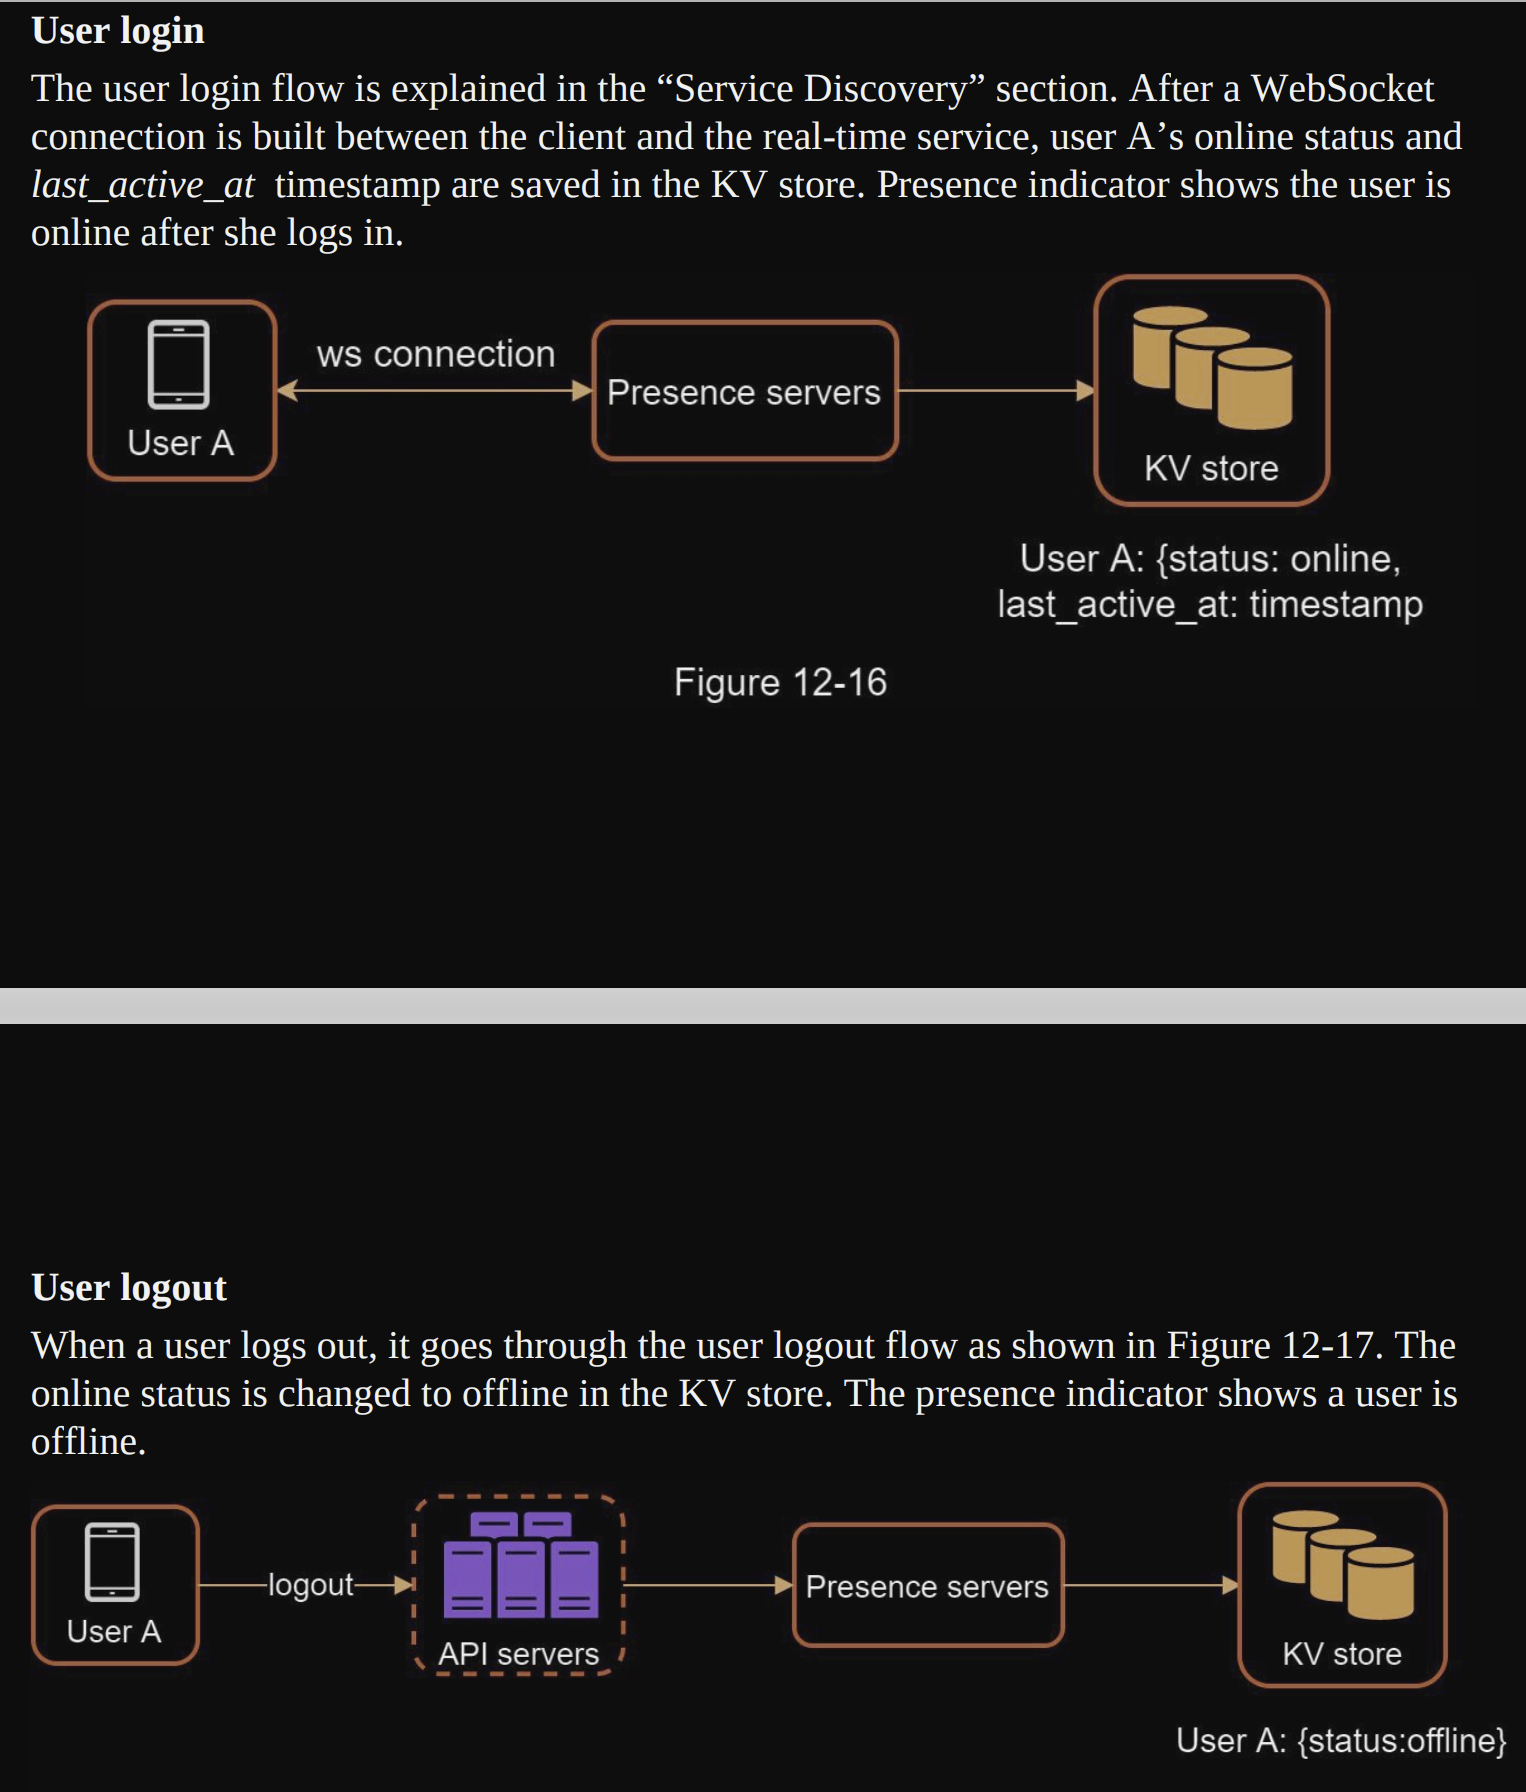 User login
The user login flow is explained in the “Service Discovery” section. After a WebSocket
connection is built between the client and the real-time service, user A’s online status and
last_active_at timestamp are saved in the KV store. Presence indicator shows the user is
online after she logs in.
ws connection
User A
Presence servers
KV store
User A: {status: online,
last_active_at: timestamp
Figure 12-16
User logout
When a user logs out, it goes through the user logout flow as shown in Figure 12-17. The
online status is changed to offline in the KV store. The presence indicator shows a user is
offline.
User A
logout
API servers
Presence servers
KV store
User A: {status:offline}